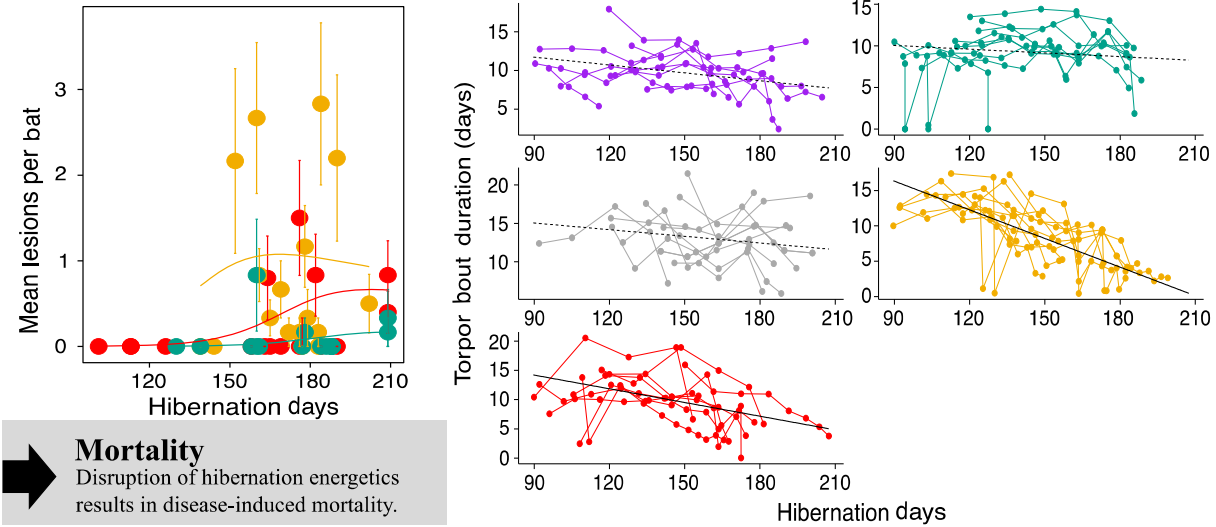 Mean lesions per bat
3
2
1
0
120 150 180 210
Hibernation days
Mortality
Disruption of hibernation energetics
results in disease-induced mortality.
Torpor bout duration (days)
15
10
5
90 120 150 180 210
15
10
5
0
90 120 150 180 210
20
15
10
90 120 150 180 210
15
10
5
0
90 120 150 180 210
20
15
10
5
0
90 120 150 180 210
Hibernation days